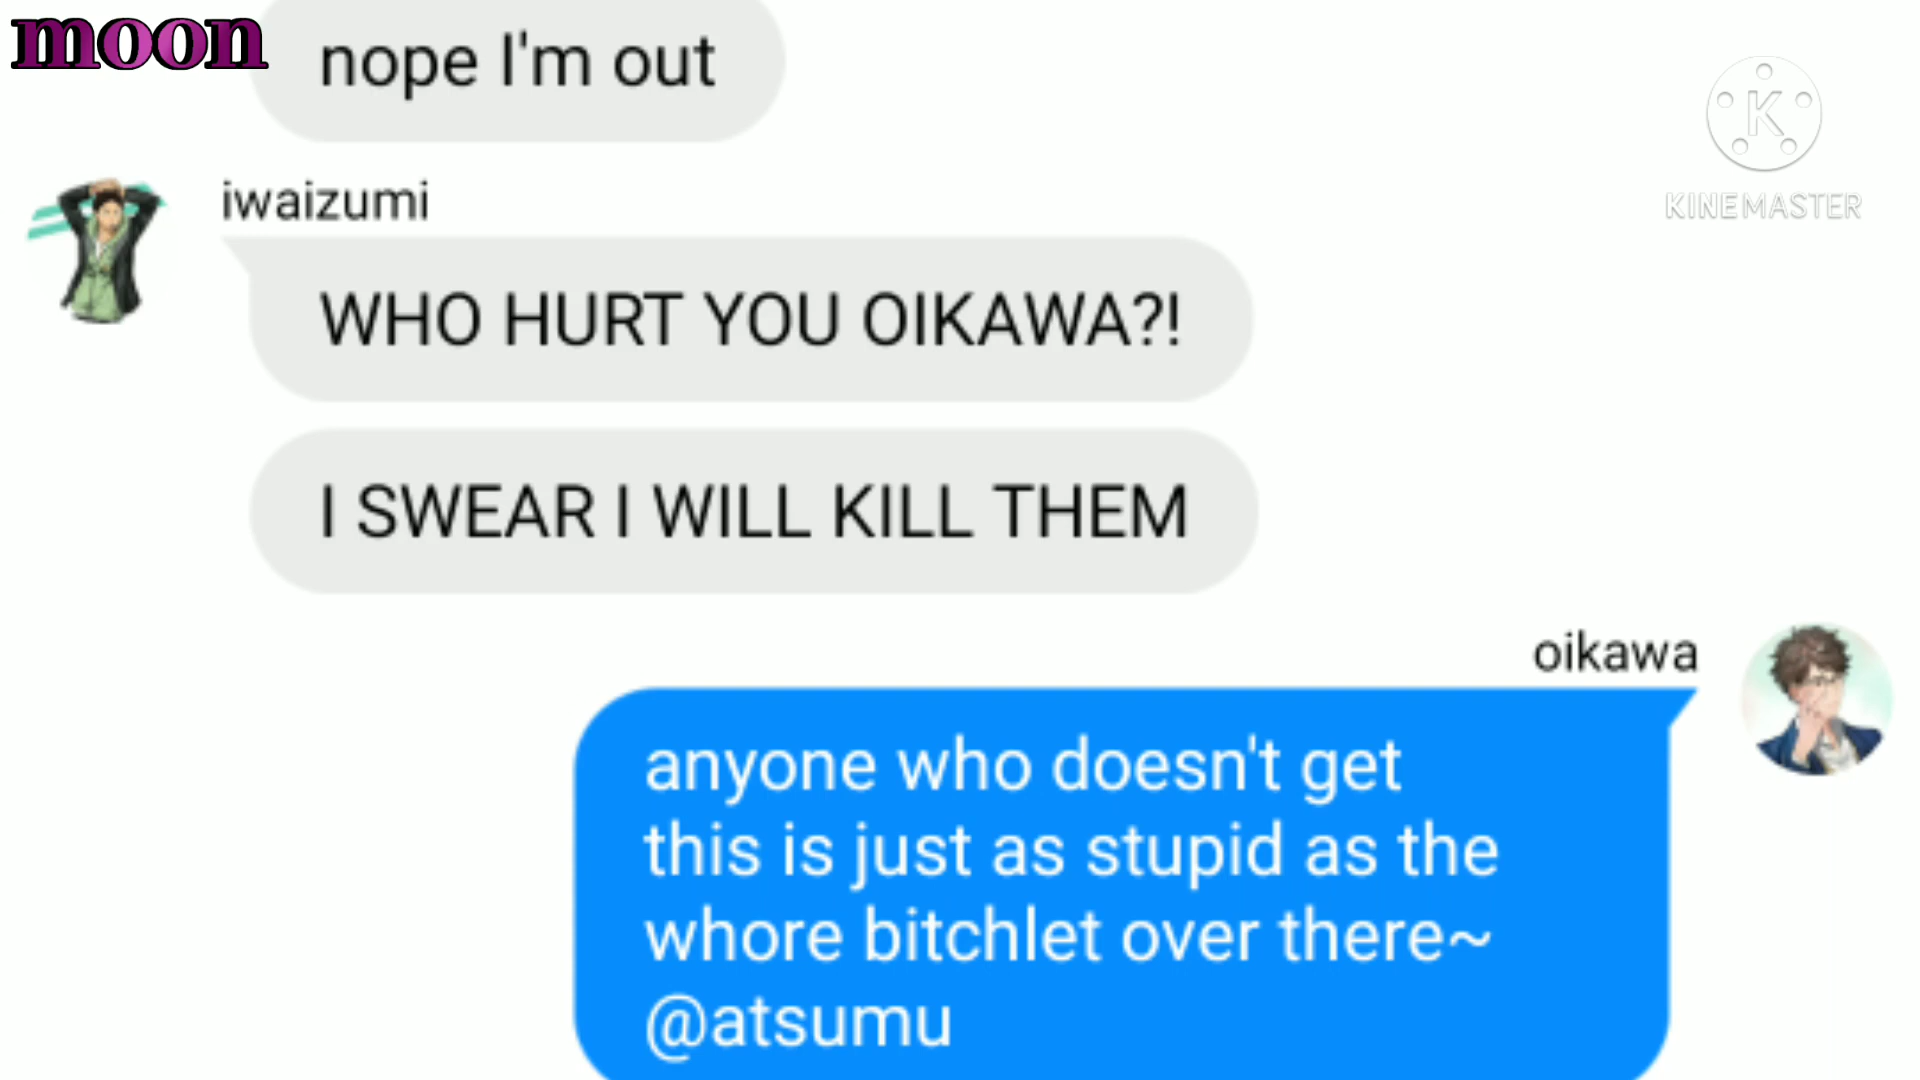 moon
nope I'm out
K
KINEMASTER
iwaizumi
WHO HURT YOU OIKAWA?!
I SWEAR I WILL KILL THEM
oikawa
anyone who doesn't get
this is just as stupid as the
whore bitchlet over there~
@atsumu